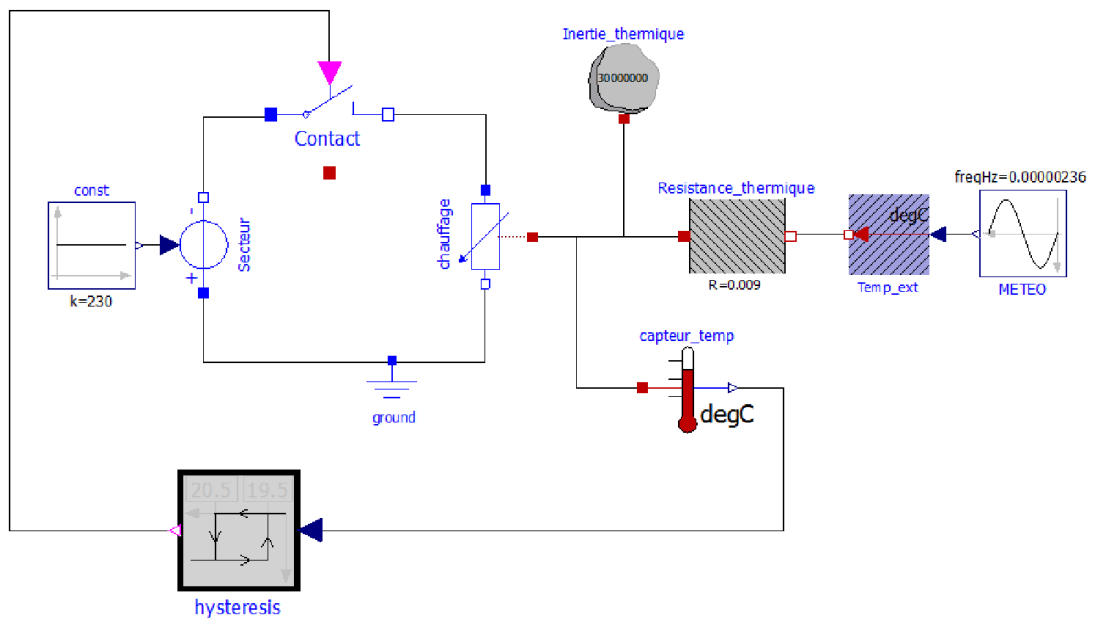 Inertie_thermique
30000000
Contact
const
Secteur
-
+
k=230
chauffage
Resistance_thermique
R=0.009
degC
Temp_ext
freqHz=0.00000236
METEO
capteur_temp
degC
ground
20.5 19.5
hysteresis